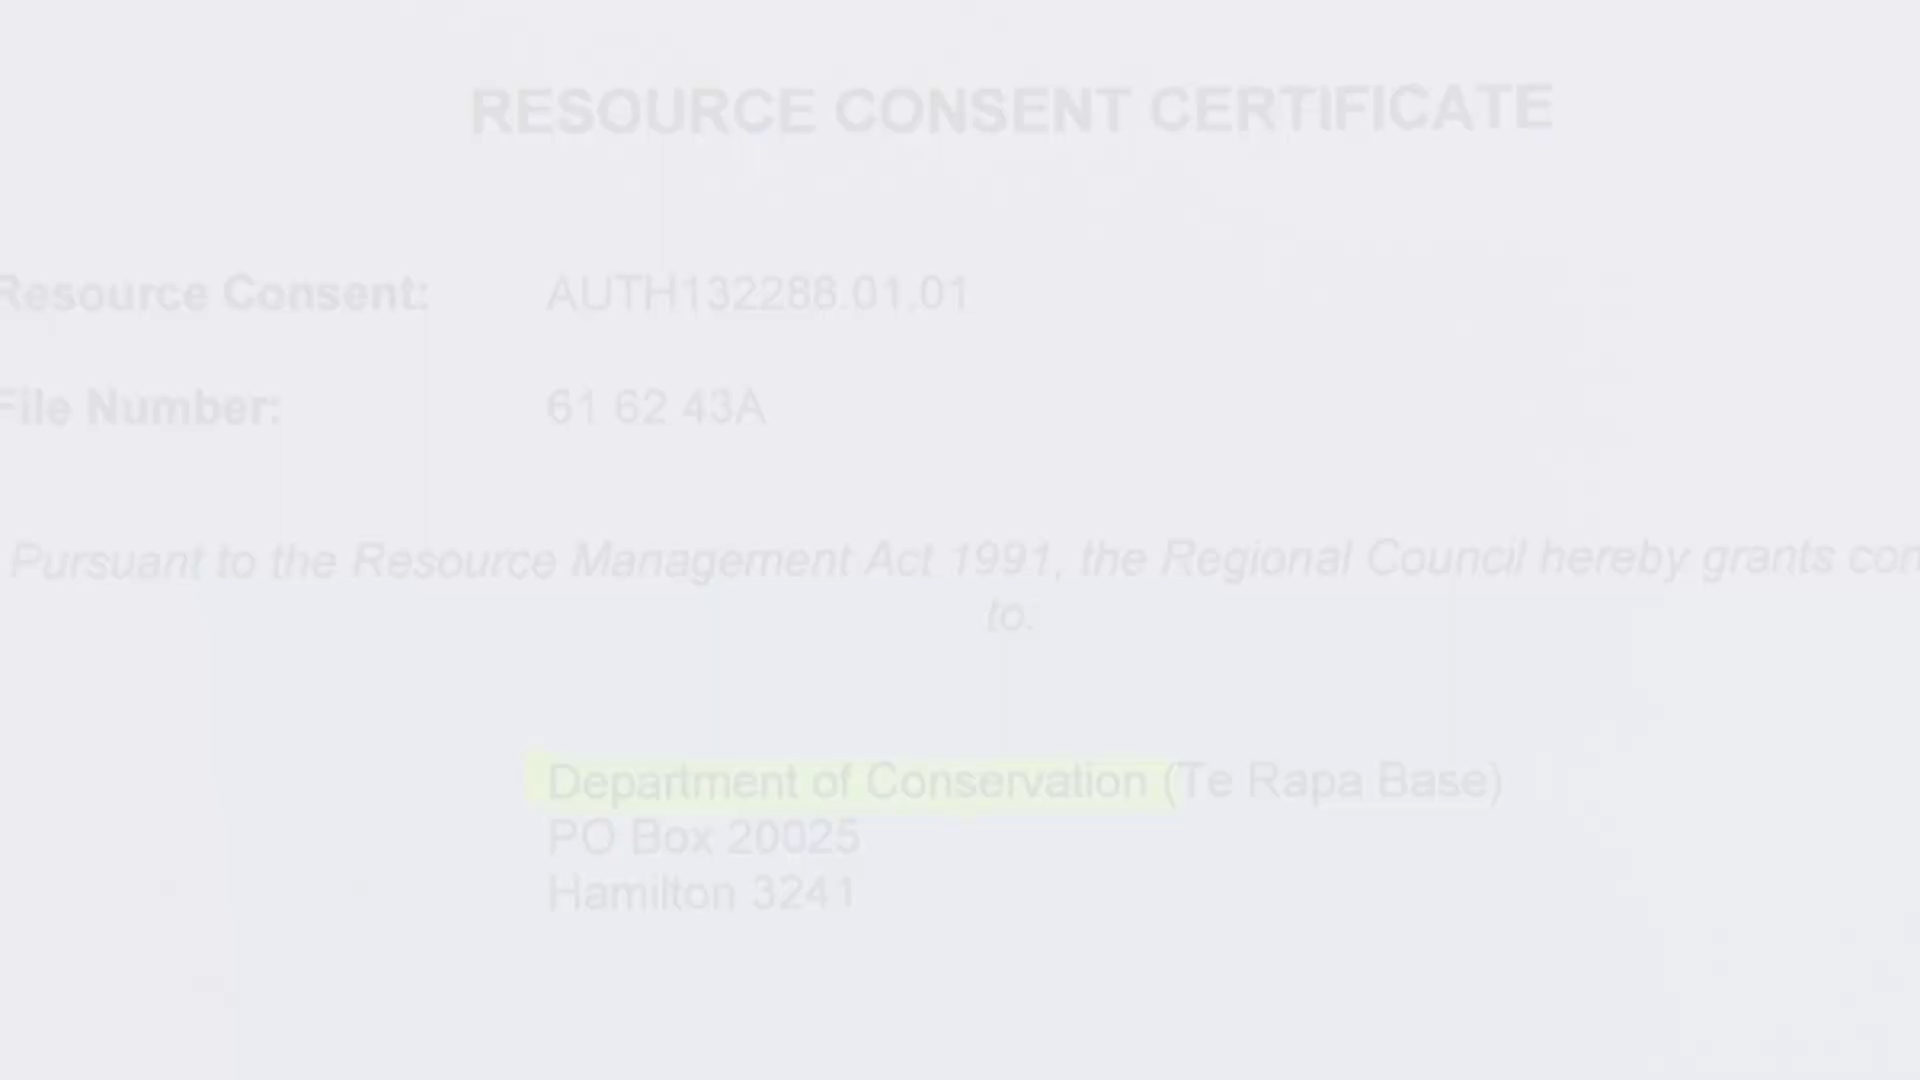 RESOURCE CONSENT CERTIFICATE
Resource Consent: AUTH132288.01.01
File Number: 61 62 43A
Pursuant to the Resource Management Act 1991, the Regional Council hereby grants con
to:
Department of Conservation (Te Rapa Base)
PO Box 20025
Hamilton 3241